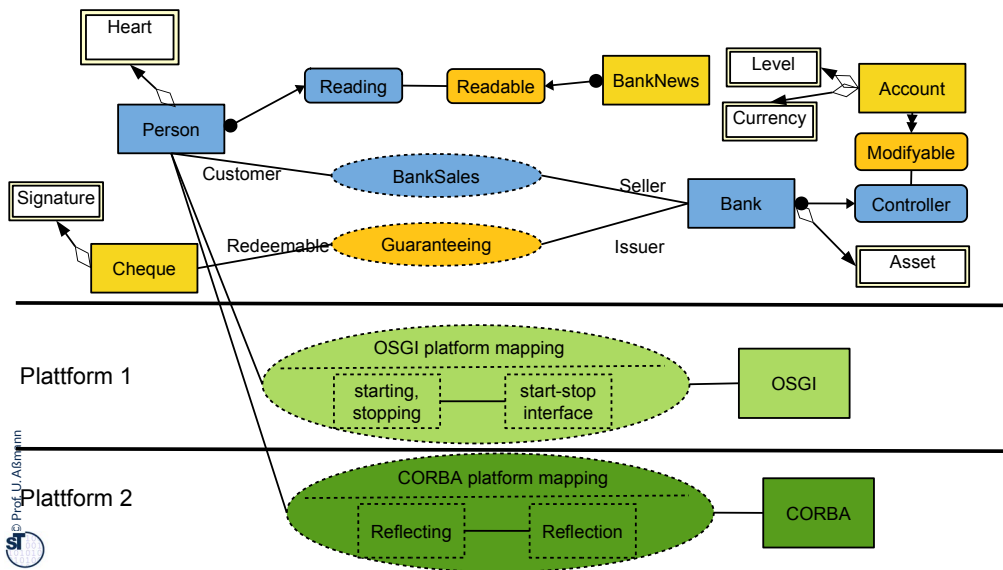 Heart
Level
Reading
Readable
BankNews
Account
Currency
Person
Modifyable
Customer
BankSales
Seller
Signature
Bank
Controller
Redeemable
Guaranteeing
Issuer
Cheque
Asset
OSGI platform mapping
Plattform 1
starting,
stopping
start-stop
interface
OSGI
CORBA platform mapping
Plattform 2
Reflecting
Reflection
CORBA
© Prof. U. Aßmann
ST